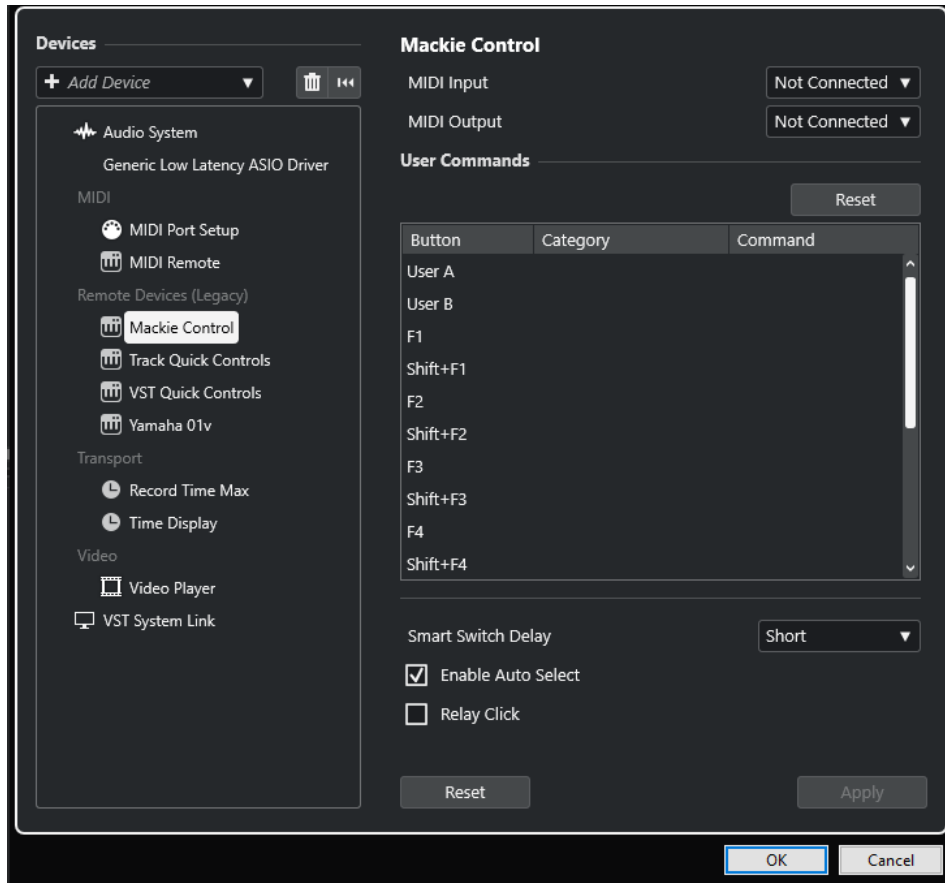 Devices
Add Device
Audio System
Generic Low Latency ASIO Driver
MIDI
MIDI Port Setup
MIDI Remote
Remote Devices (Legacy)
Mackie Control
Track Quick Controls
VST Quick Controls
Yamaha 01v
Transport
Record Time Max
Time Display
Video
Video Player
VST System Link
Mackie Control
MIDI Input Not Connected
MIDI Output Not Connected
User Commands
Reset
Button Category Command
User A
User B
F1
Shift+F1
F2
Shift+F2
F3
Shift+F3
F4
Shift+F4
Smart Switch Delay Short
Enable Auto Select
Relay Click
Reset Apply
OK Cancel